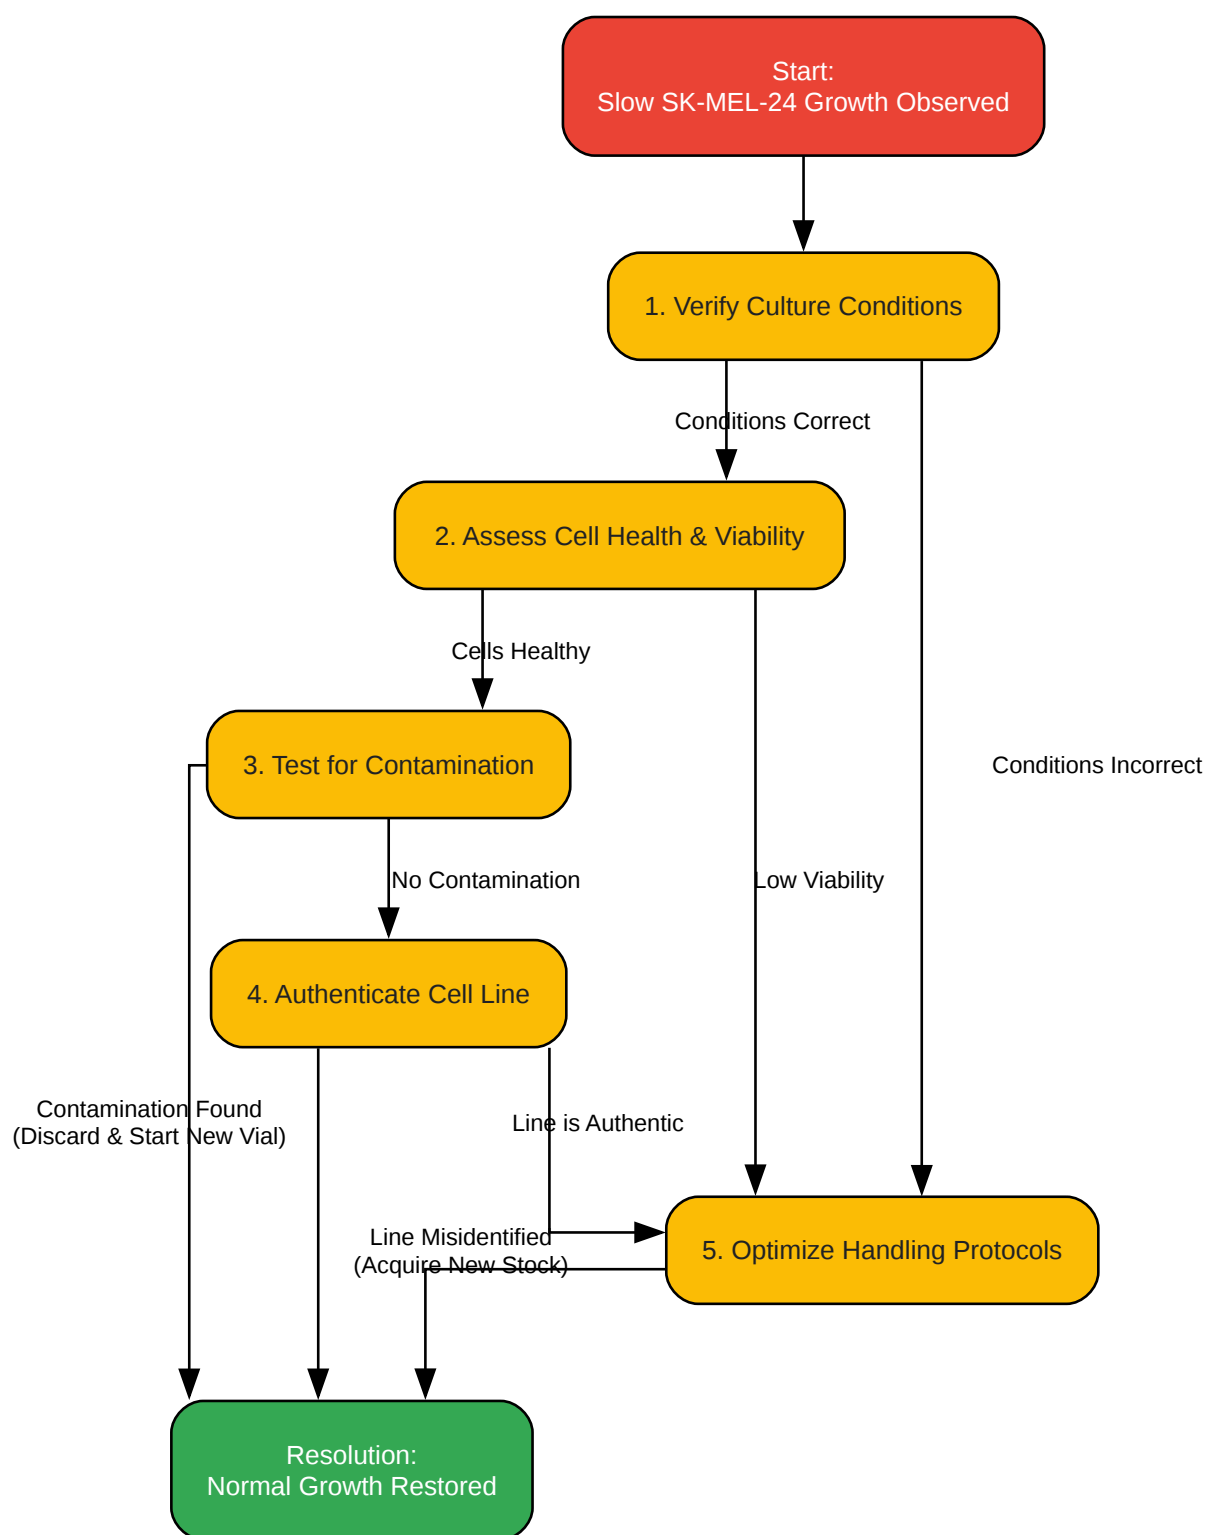 Start:
Slow SK-MEL-24 Growth Observed
1. Verify Culture Conditions
Conditions Correct
2. Assess Cell Health & Viability
Cells Healthy
3. Test for Contamination
Conditions Incorrect
No Contamination
Low Viability
4. Authenticate Cell Line
Contamination Found
(Discard & Start New Vial)
Line is Authentic
Line Misidentified
(Acquire New Stock)
5. Optimize Handling Protocols
Resolution:
Normal Growth Restored